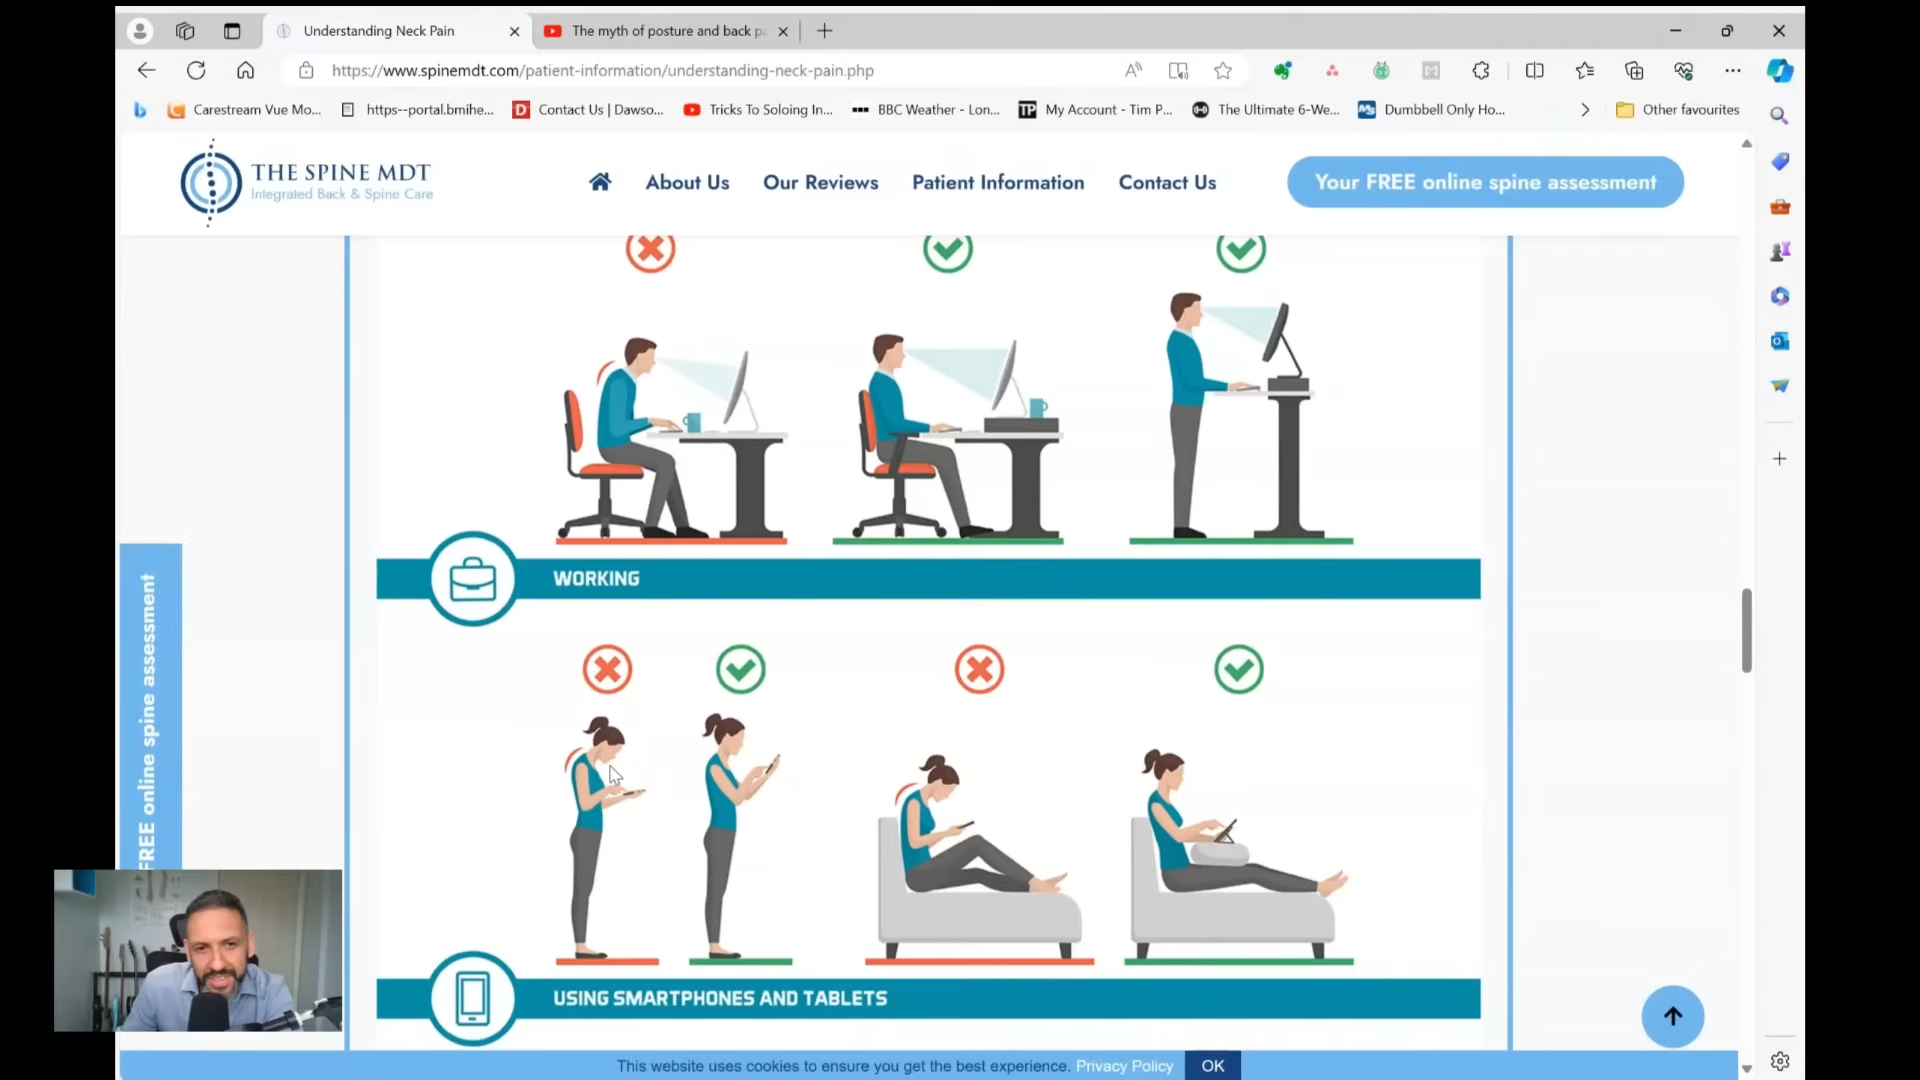 Understanding Neck Pain
The myth of posture and back p
https://www.spinemdt.com/patient-information/understanding-neck-pain.php
Carestream Vue Mo...
https--portal.bmihe...
Contact Us | Dawso...
Tricks To Soloing In...
BBC Weather - Lon...
My Account - Tim P...
The Ultimate 6-We...
Dumbbell Only Ho...
Other favourites
THE SPINE MDT
Integrated Back & Spine Care
About Us
Our Reviews
Patient Information
Contact Us
Your FREE online spine assessment
WORKING
USING SMARTPHONES AND TABLETS
FREE online spine assessment
This website uses cookies to ensure you get the best experience. Privacy Policy
OK